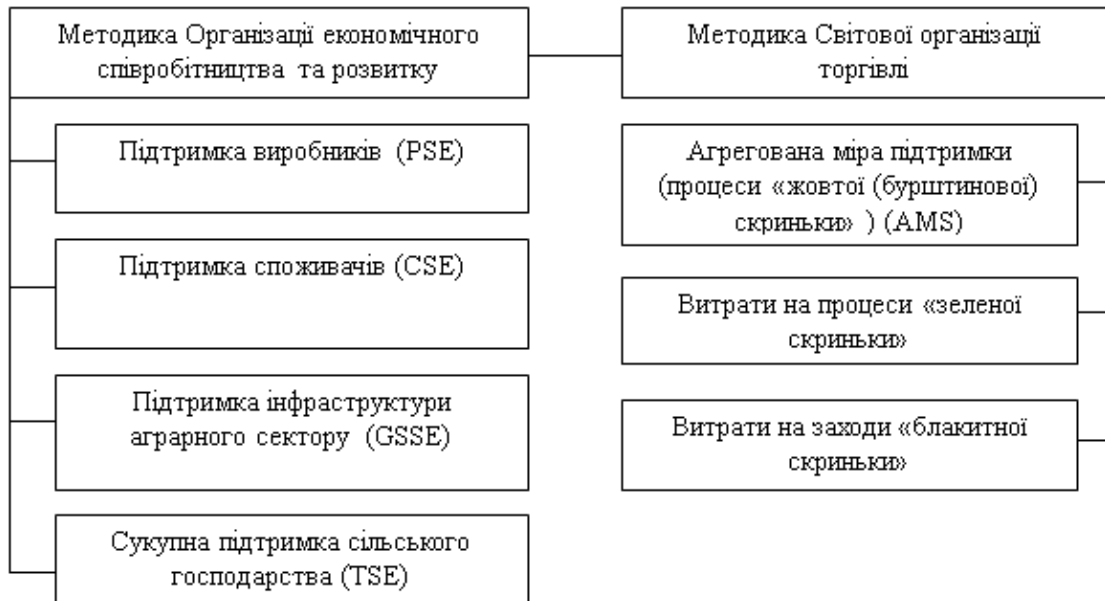 Методика Організації економічного
співробітництва та розвитку
Підтримка виробників (PSE)
Підтримка споживачів (CSE)
Підтримка інфраструктури
аграрного сектору (GSSE)
Сукупна підтримка сільського
господарства (TSE)
Методика Світової організації
торгівлі
Агрегована міра підтримки
(процеси «жовтої (бурштинової)
скриньки» ) (AMS)
Витрати на процеси «зеленої
скриньки»
Витрати на заходи «блакитної
скриньки»